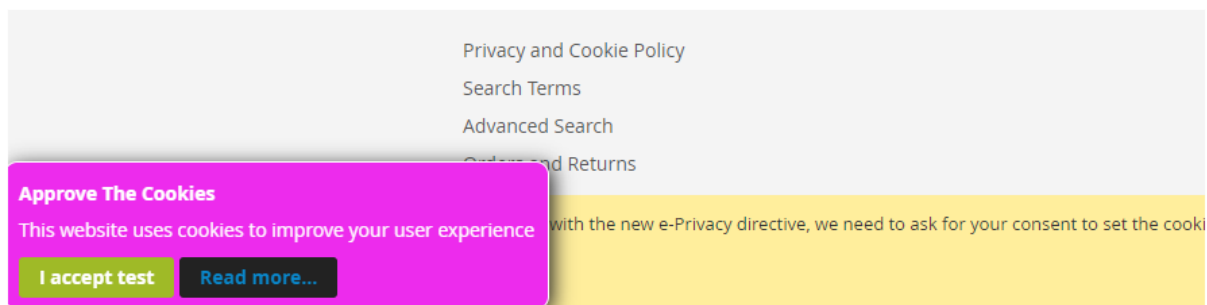 Privacy and Cookie Policy
Search Terms
Advanced Search
Orders and Returns
Approve The Cookies
This website uses cookies to improve your user experience
I accept test
Read more...
with the new e-Privacy directive, we need to ask for your consent to set the cooki